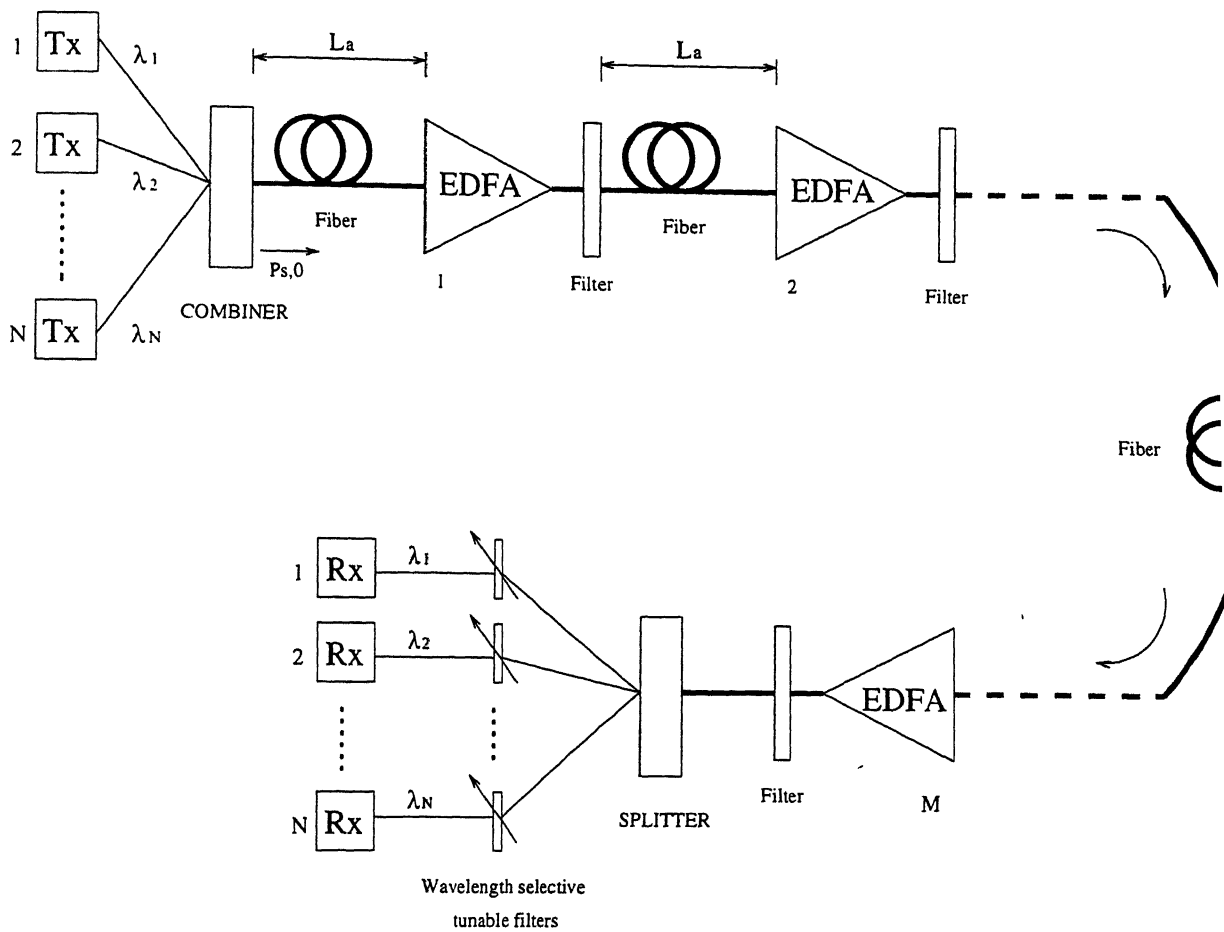 1 Tx λ1
2 Tx λ2
N Tx λN
COMBINER
Ps,0
La
Fiber
EDFA
1
Filter
La
Fiber
EDFA
2
Filter
Fiber
1 Rx λ1
2 Rx λ2
N Rx λN
Wavelength selective
tunable filters
SPLITTER
Filter
EDFA
M